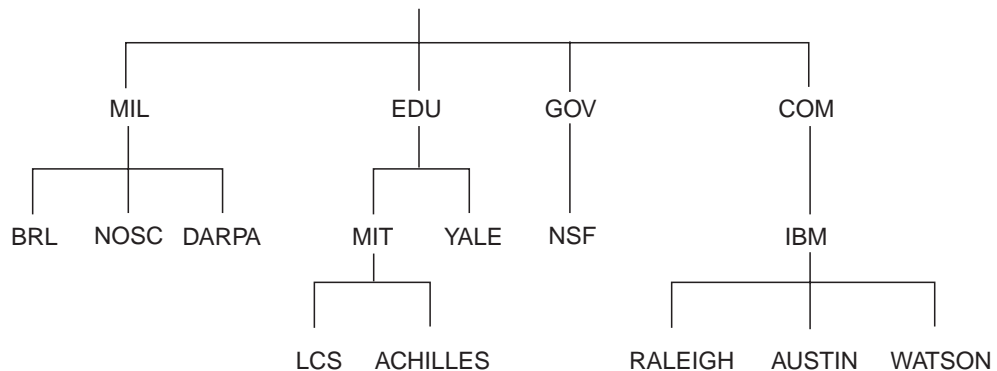 MIL EDU GOV COM
BRL NOSC DARPA MIT YALE NSF IBM
LCS ACHILLES RALEIGH AUSTIN WATSON